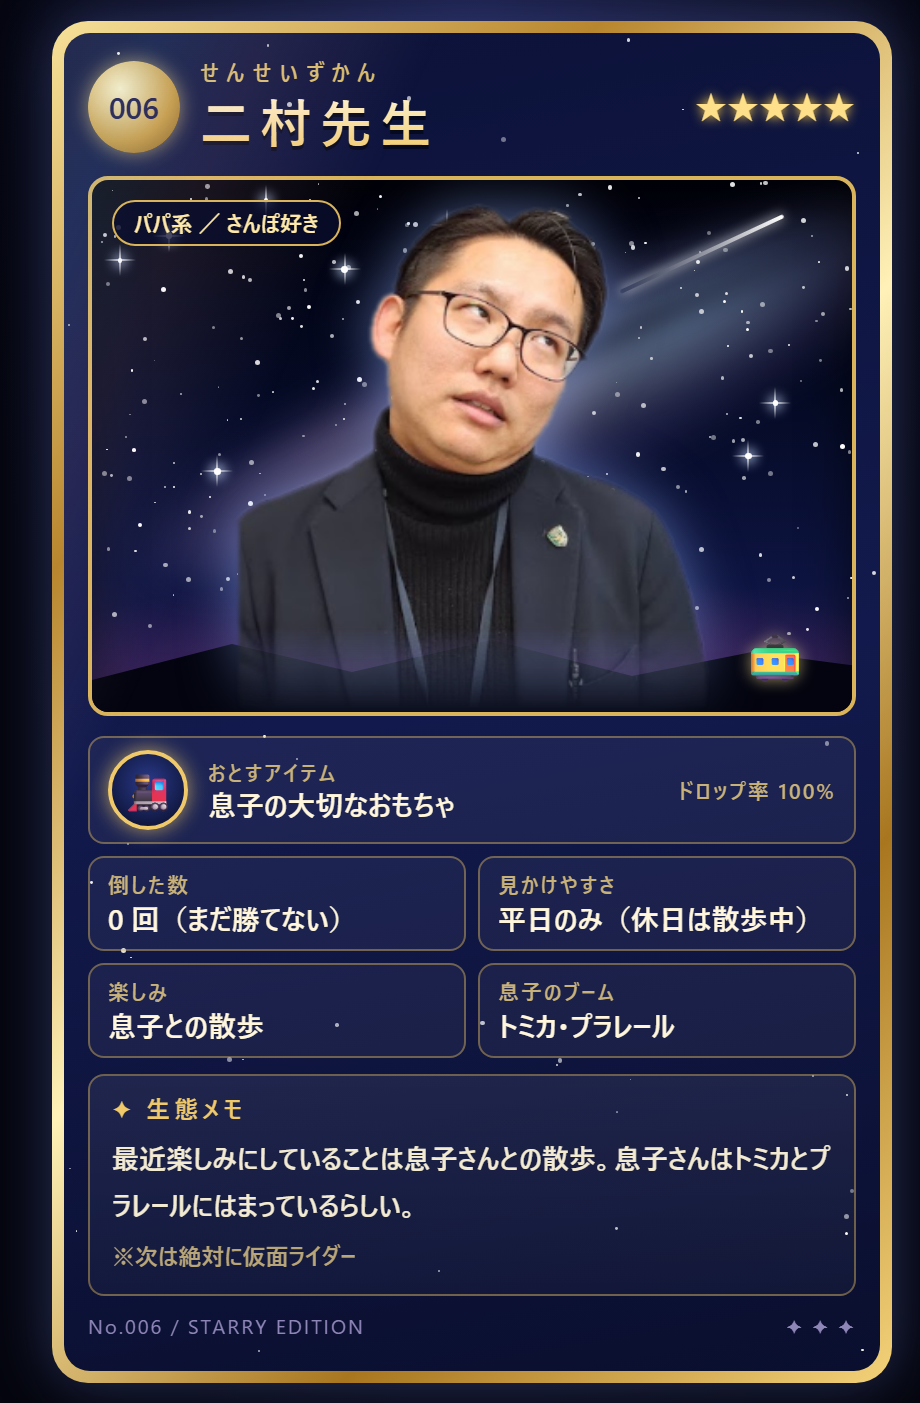 せんせいずかん
006
二村先生
★★★★★
パパ系 ／ さんぽ好き
おとすアイテム
息子の大切なおもちゃ
ドロップ率 100%
倒した数
0 回（まだ勝てない）
見かけやすさ
平日のみ（休日は散歩中）
楽しみ
息子との散歩
息子のブーム
トミカ・プラレール
✦ 生態メモ
最近楽しみにしていることは息子さんとの散歩。息子さんはトミカとプ
ラレールにはまっているらしい。
※次は絶対に仮面ライダー
No.006 / STARRY EDITION
✦ ✦ ✦